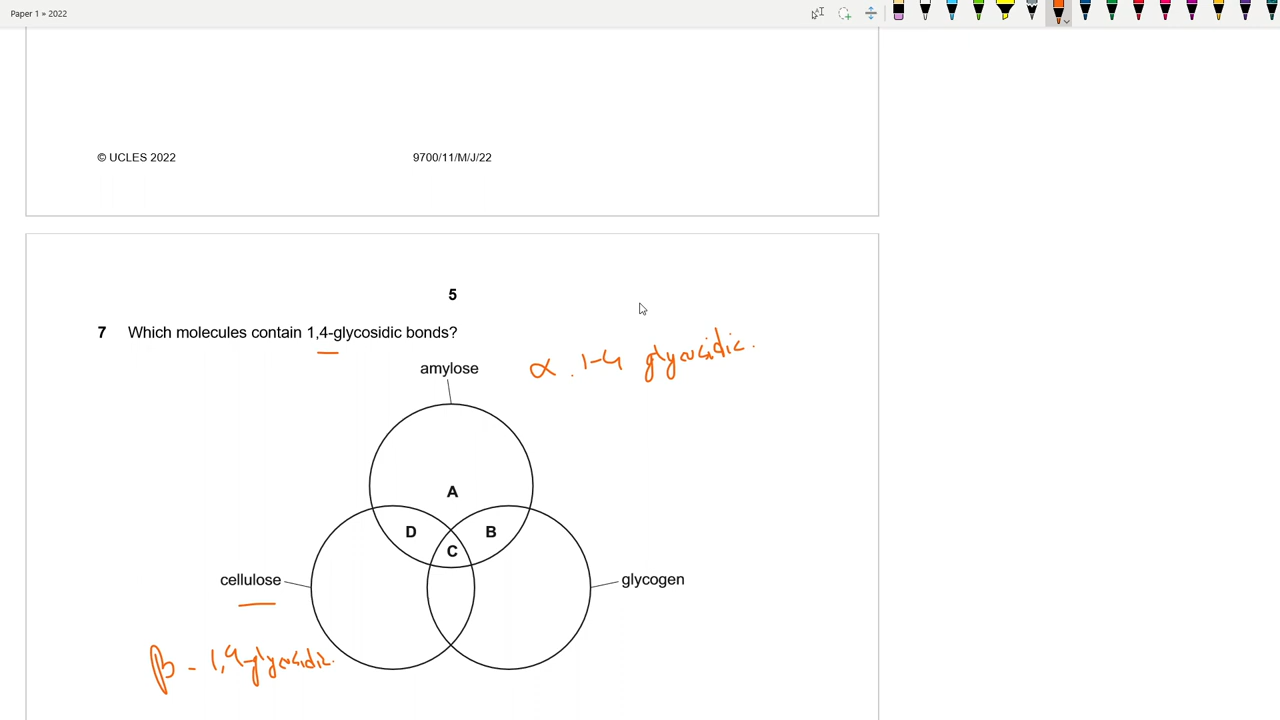 Paper 1 » 2022
© UCLES 2022 9700/11/M/J/22
5
7 Which molecules contain 1,4-glycosidic bonds?
α . 1-4 glycosidic.
amylose
A
D B
C
cellulose glycogen
β - 1,4-glycosidic.